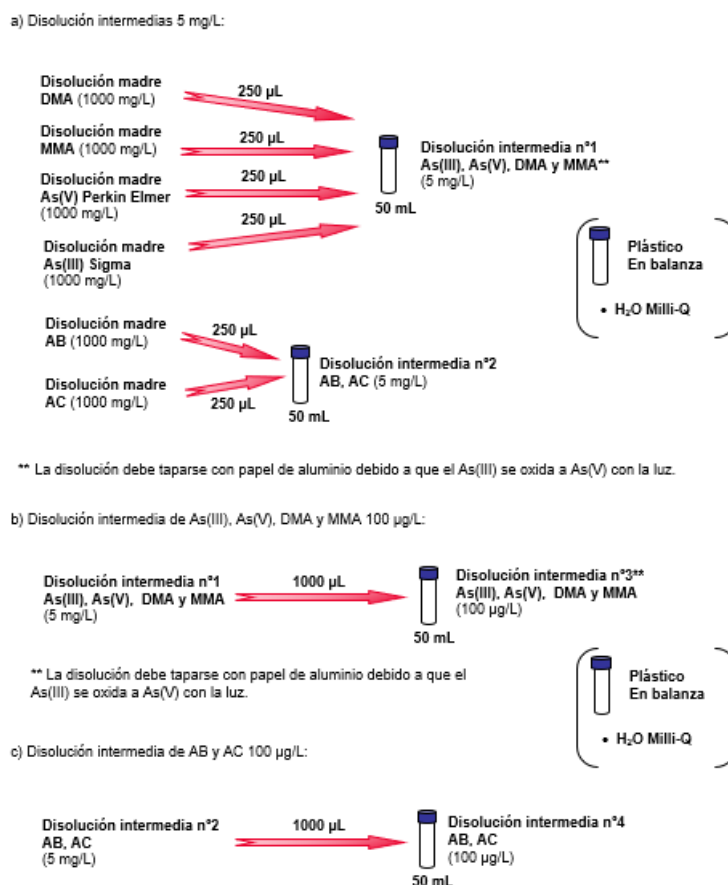 a) Disolución intermedias 5 mg/L:
Disolución madre
DMA (1000 mg/L)
250 µL
Disolución madre
MMA (1000 mg/L)
250 µL
Disolución madre
As(V) Perkin Elmer
(1000 mg/L)
250 µL
Disolución madre
As(III) Sigma
(1000 mg/L)
250 µL
50 mL
Disolución intermedia nº1
As(III), As(V), DMA y MMA**
(5 mg/L)
Plástico
En balanza
• H₂O Milli-Q
Disolución madre
AB (1000 mg/L)
250 µL
Disolución madre
AC (1000 mg/L)
250 µL
50 mL
Disolución intermedia nº2
AB, AC (5 mg/L)
** La disolución debe taparse con papel de aluminio debido a que el As(III) se oxida a As(V) con la luz.
b) Disolución intermedia de As(III), As(V), DMA y MMA 100 µg/L:
Disolución intermedia nº1
As(III), As(V), DMA y MMA
(5 mg/L)
1000 µL
50 mL
Disolución intermedia nº3**
As(III), As(V), DMA y MMA
(100 µg/L)
** La disolución debe taparse con papel de aluminio debido a que el
As(III) se oxida a As(V) con la luz.
Plástico
En balanza
• H₂O Milli-Q
c) Disolución intermedia de AB y AC 100 µg/L:
Disolución intermedia nº2
AB, AC
(5 mg/L)
1000 µL
50 mL
Disolución intermedia nº4
AB, AC
(100 µg/L)